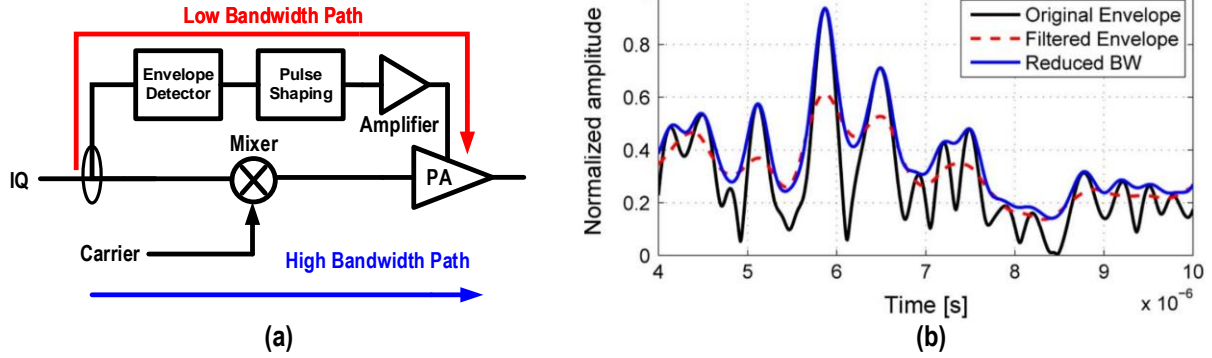 Low Bandwidth Path
Envelope
Detector
Pulse
Shaping
Amplifier
Mixer
IQ
PA
Carrier
High Bandwidth Path
(a)
Original Envelope
Filtered Envelope
Reduced BW
Normalized amplitude
0.8
0.6
0.4
0.2
0
4 5 6 7 8 9 10
Time [s]
x 10⁻⁶
(b)